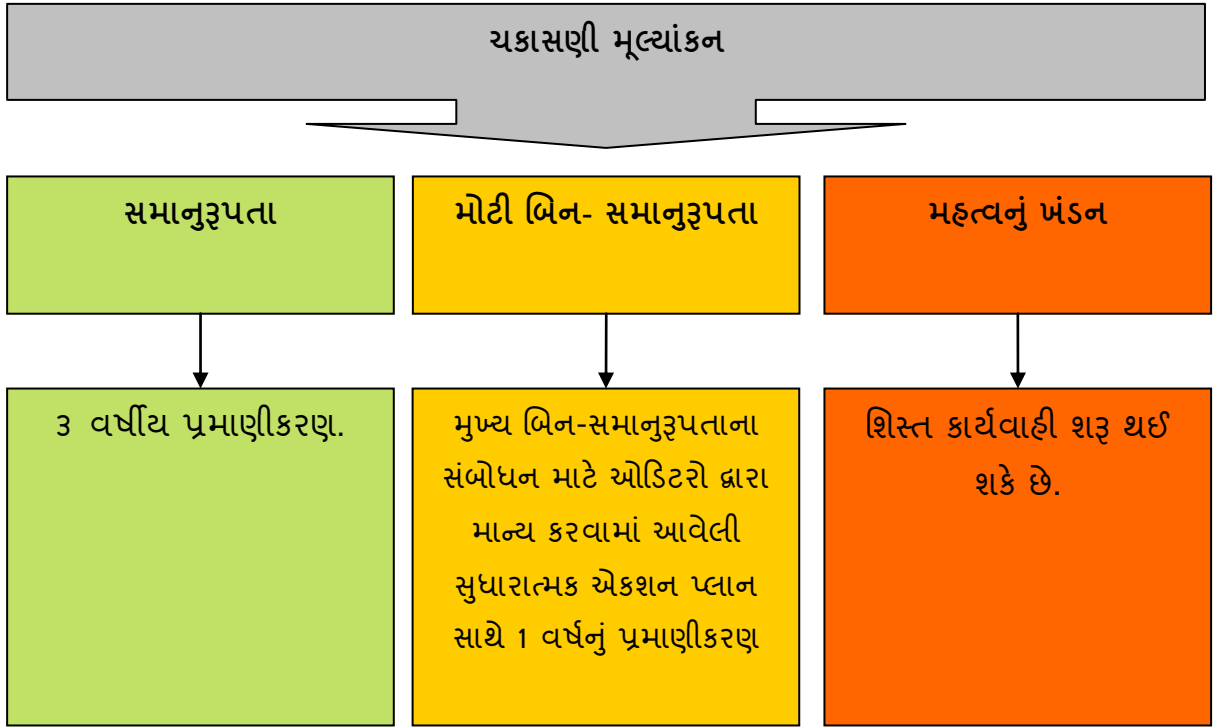 ચકાસણી મૂલ્યાંકન
સમાનુરૂપતા
મોટી બિન- સમાનુરૂપતા
મહત્વનું ખંડન
3 વર્ષીય પ્રમાણીકરણ.
મુખ્ય બિન-સમાનુરૂપતાના
સંબોધન માટે ઓડિટરો દ્વારા
માન્ય કરવામાં આવેલી
સુધારાત્મક એકશન પ્લાન
સાથે 1 વર્ષનું પ્રમાણીકરણ
શિસ્ત કાર્યવાહી શરૂ થઈ
શકે છે.